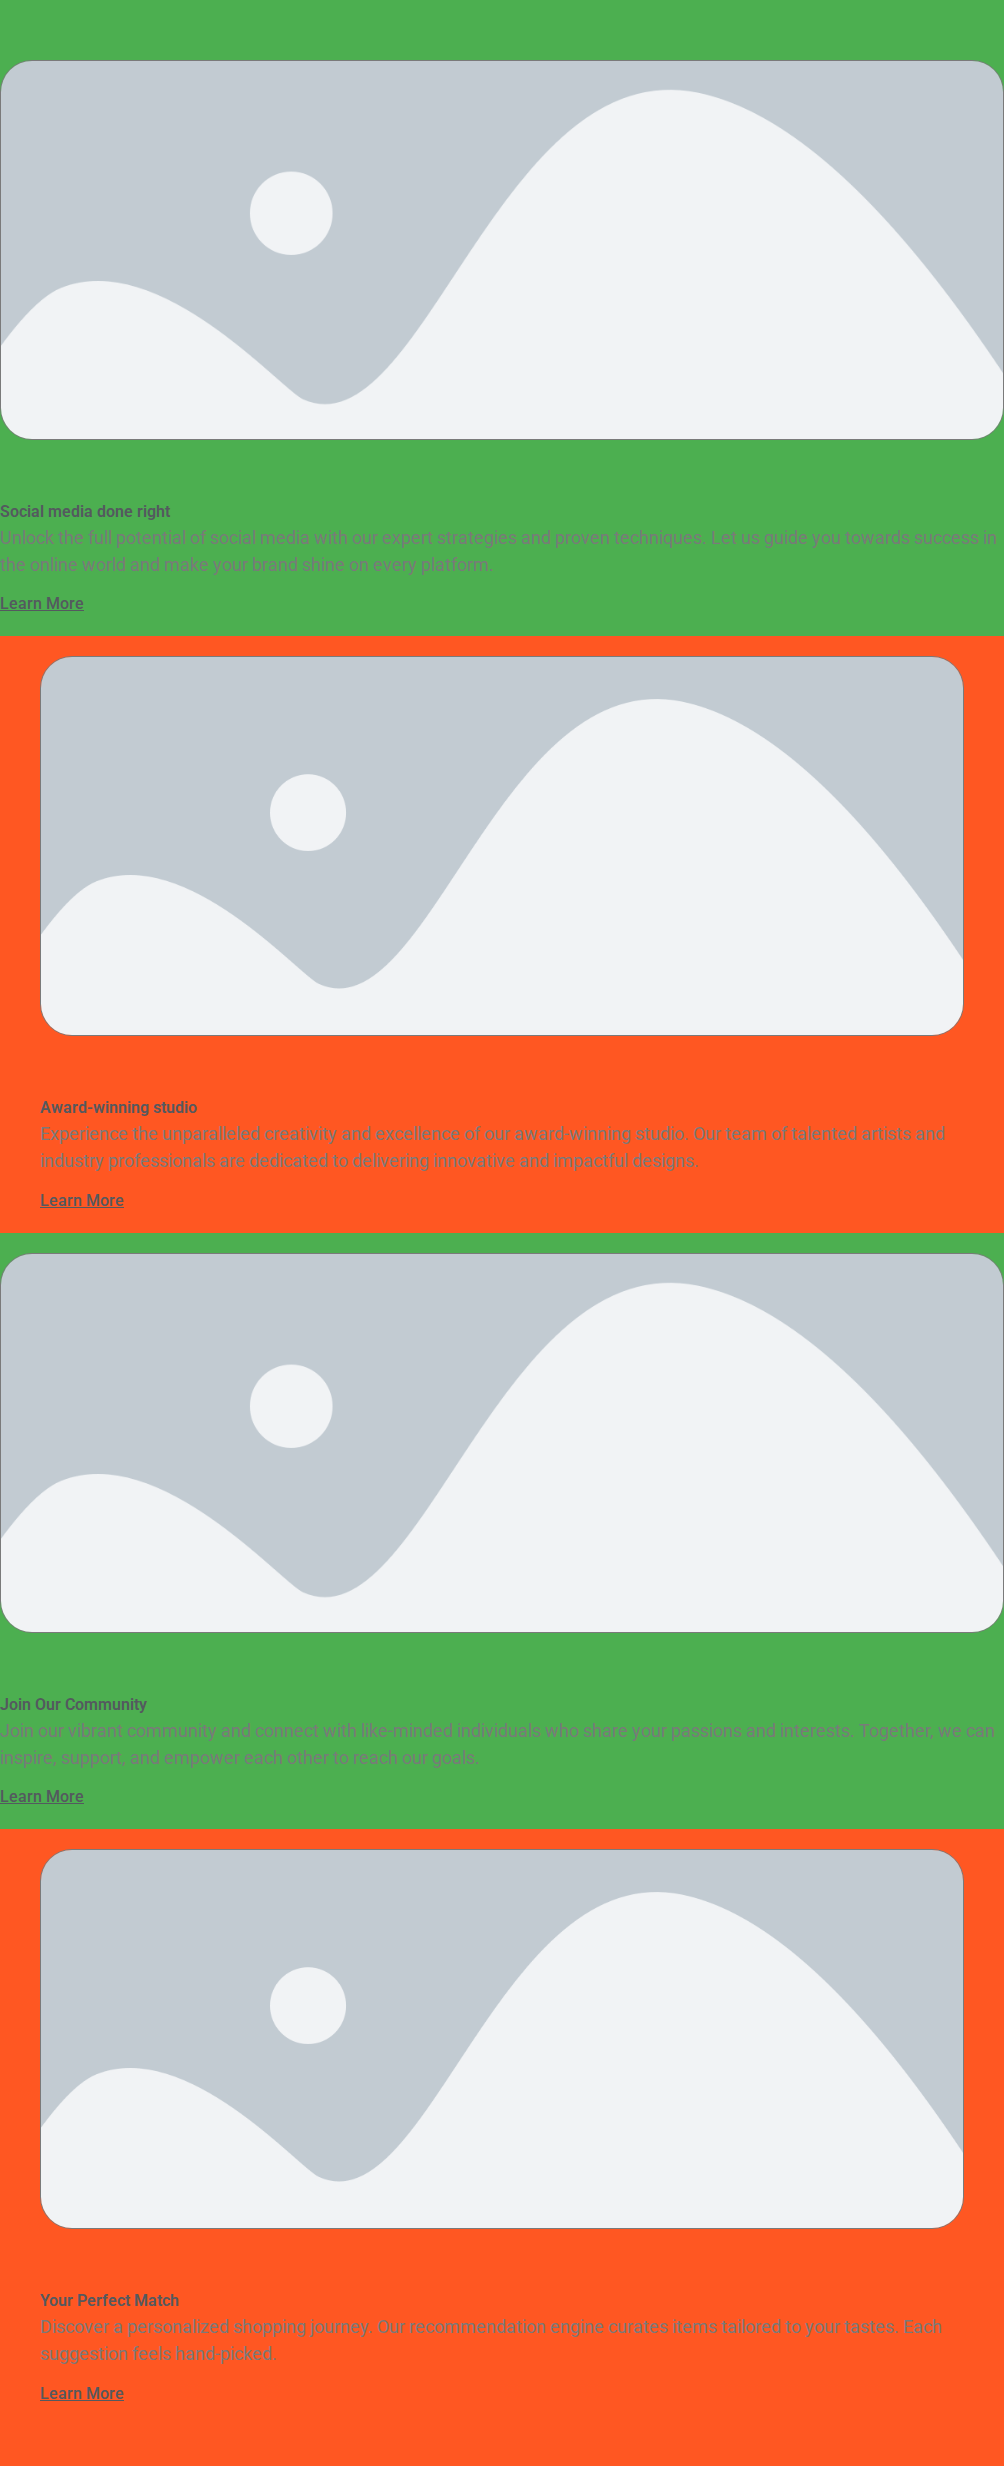 Social media done right
Unlock the full potential of social media with our expert strategies and proven techniques. Let us guide you towards success in
the online world and make your brand shine on every platform.
Learn More
Award-winning studio
Experience the unparalleled creativity and excellence of our award-winning studio. Our team of talented artists and
industry professionals are dedicated to delivering innovative and impactful designs.
Learn More
Join Our Community
Join our vibrant community and connect with like-minded individuals who share your passions and interests. Together, we can
inspire, support, and empower each other to reach our goals.
Learn More
Your Perfect Match
Discover a personalized shopping journey. Our recommendation engine curates items tailored to your tastes. Each
suggestion feels hand-picked.
Learn More